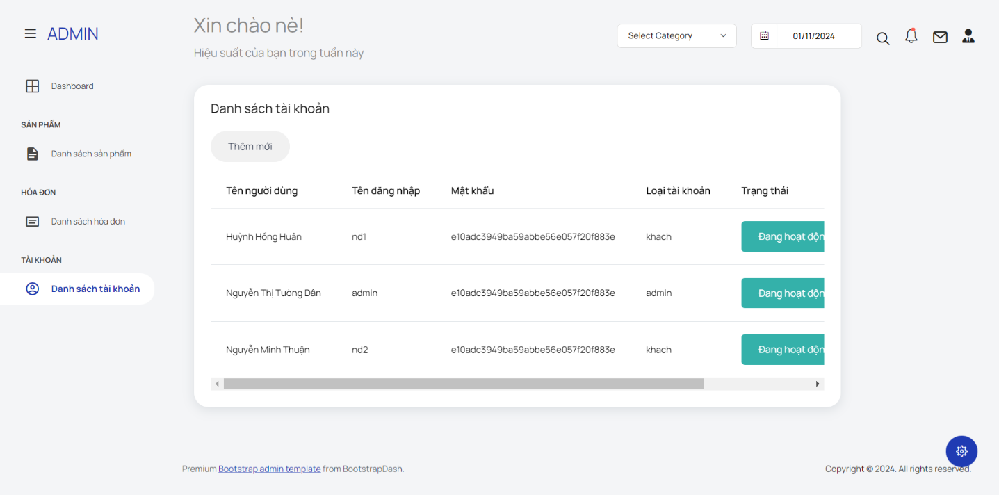 ADMIN
Dashboard
SẢN PHẨM
Danh sách sản phẩm
HÓA ĐƠN
Danh sách hóa đơn
TÀI KHOẢN
Danh sách tài khoản
Xin chào nè!
Hiệu suất của bạn trong tuần này
Select Category
01/11/2024
Danh sách tài khoản
Thêm mới
Tên người dùng Tên đăng nhập Mật khẩu Loại tài khoản Trạng thái
Huỳnh Hồng Huân nd1 e10adc3949ba59abbe56e057f20f883e khach Đang hoạt độn
Nguyễn Thị Tường Dân admin e10adc3949ba59abbe56e057f20f883e admin Đang hoạt độn
Nguyễn Minh Thuận nd2 e10adc3949ba59abbe56e057f20f883e khach Đang hoạt độn
Premium Bootstrap admin template from BootstrapDash.
Copyright © 2024. All rights reserved.